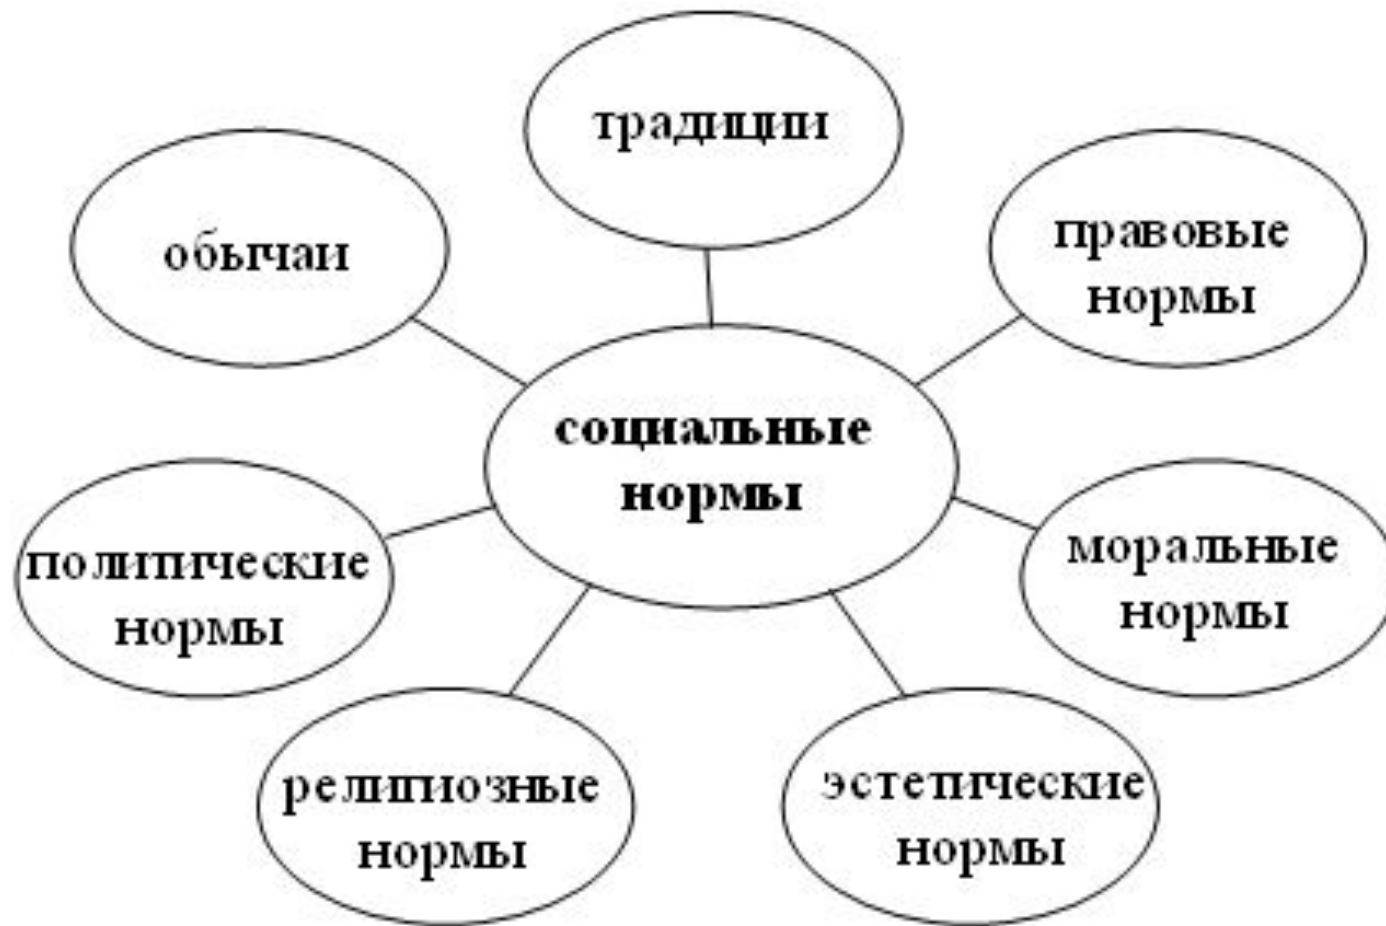 традиции
обычаи
правовые
нормы
социальные
нормы
политические
нормы
моральные
нормы
религиозные
нормы
эстетические
нормы